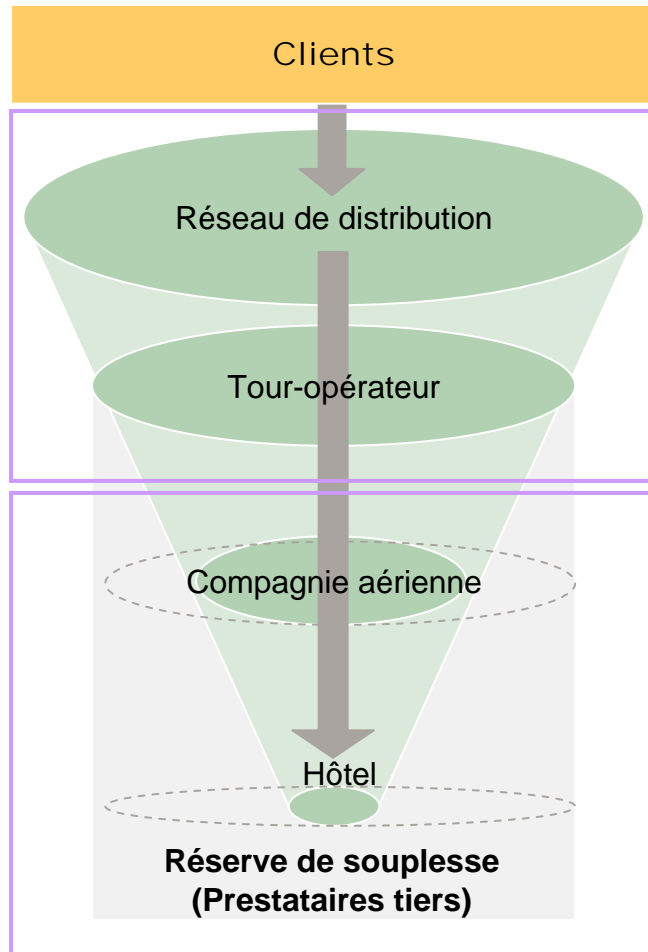 Clients
Réseau de distribution
Tour-opérateur
Compagnie aérienne
Hôtel
Réserve de souplesse
(Prestataires tiers)